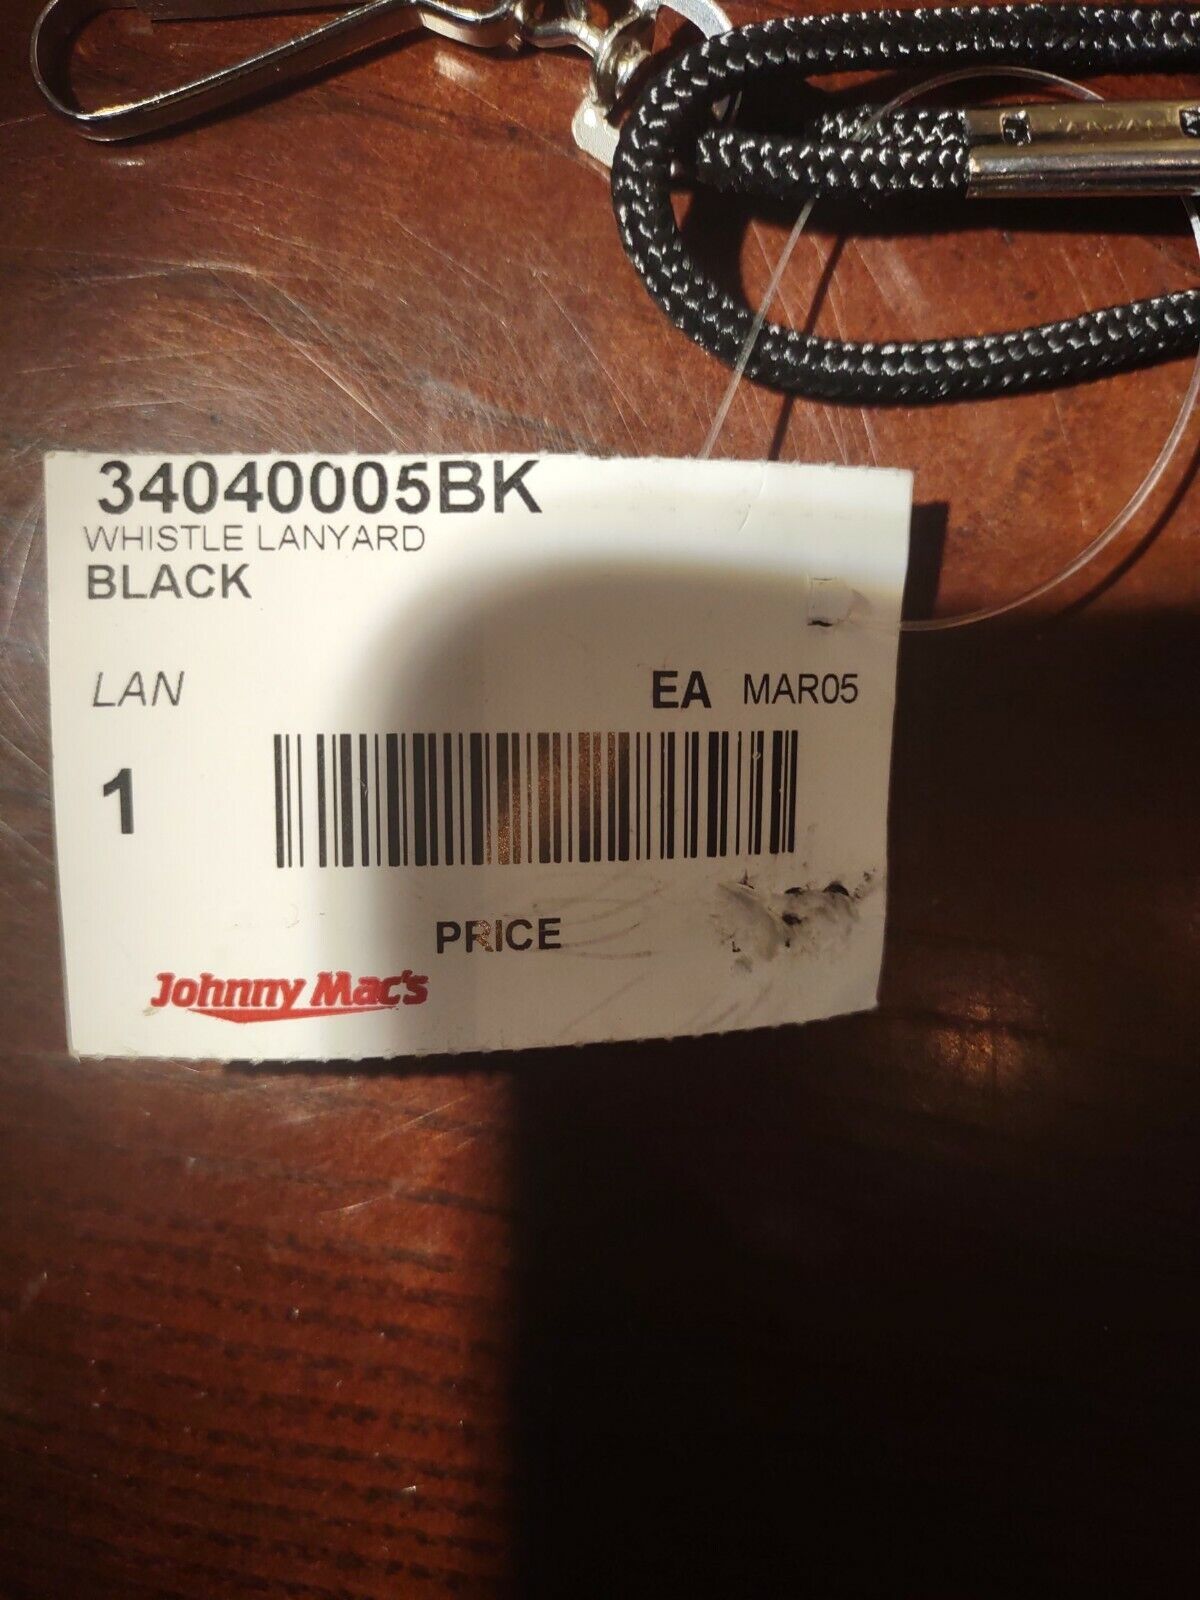 34040005BK
WHISTLE LANYARD
BLACK
LAN EA MAR05
1
PRICE
Johnny Mac's